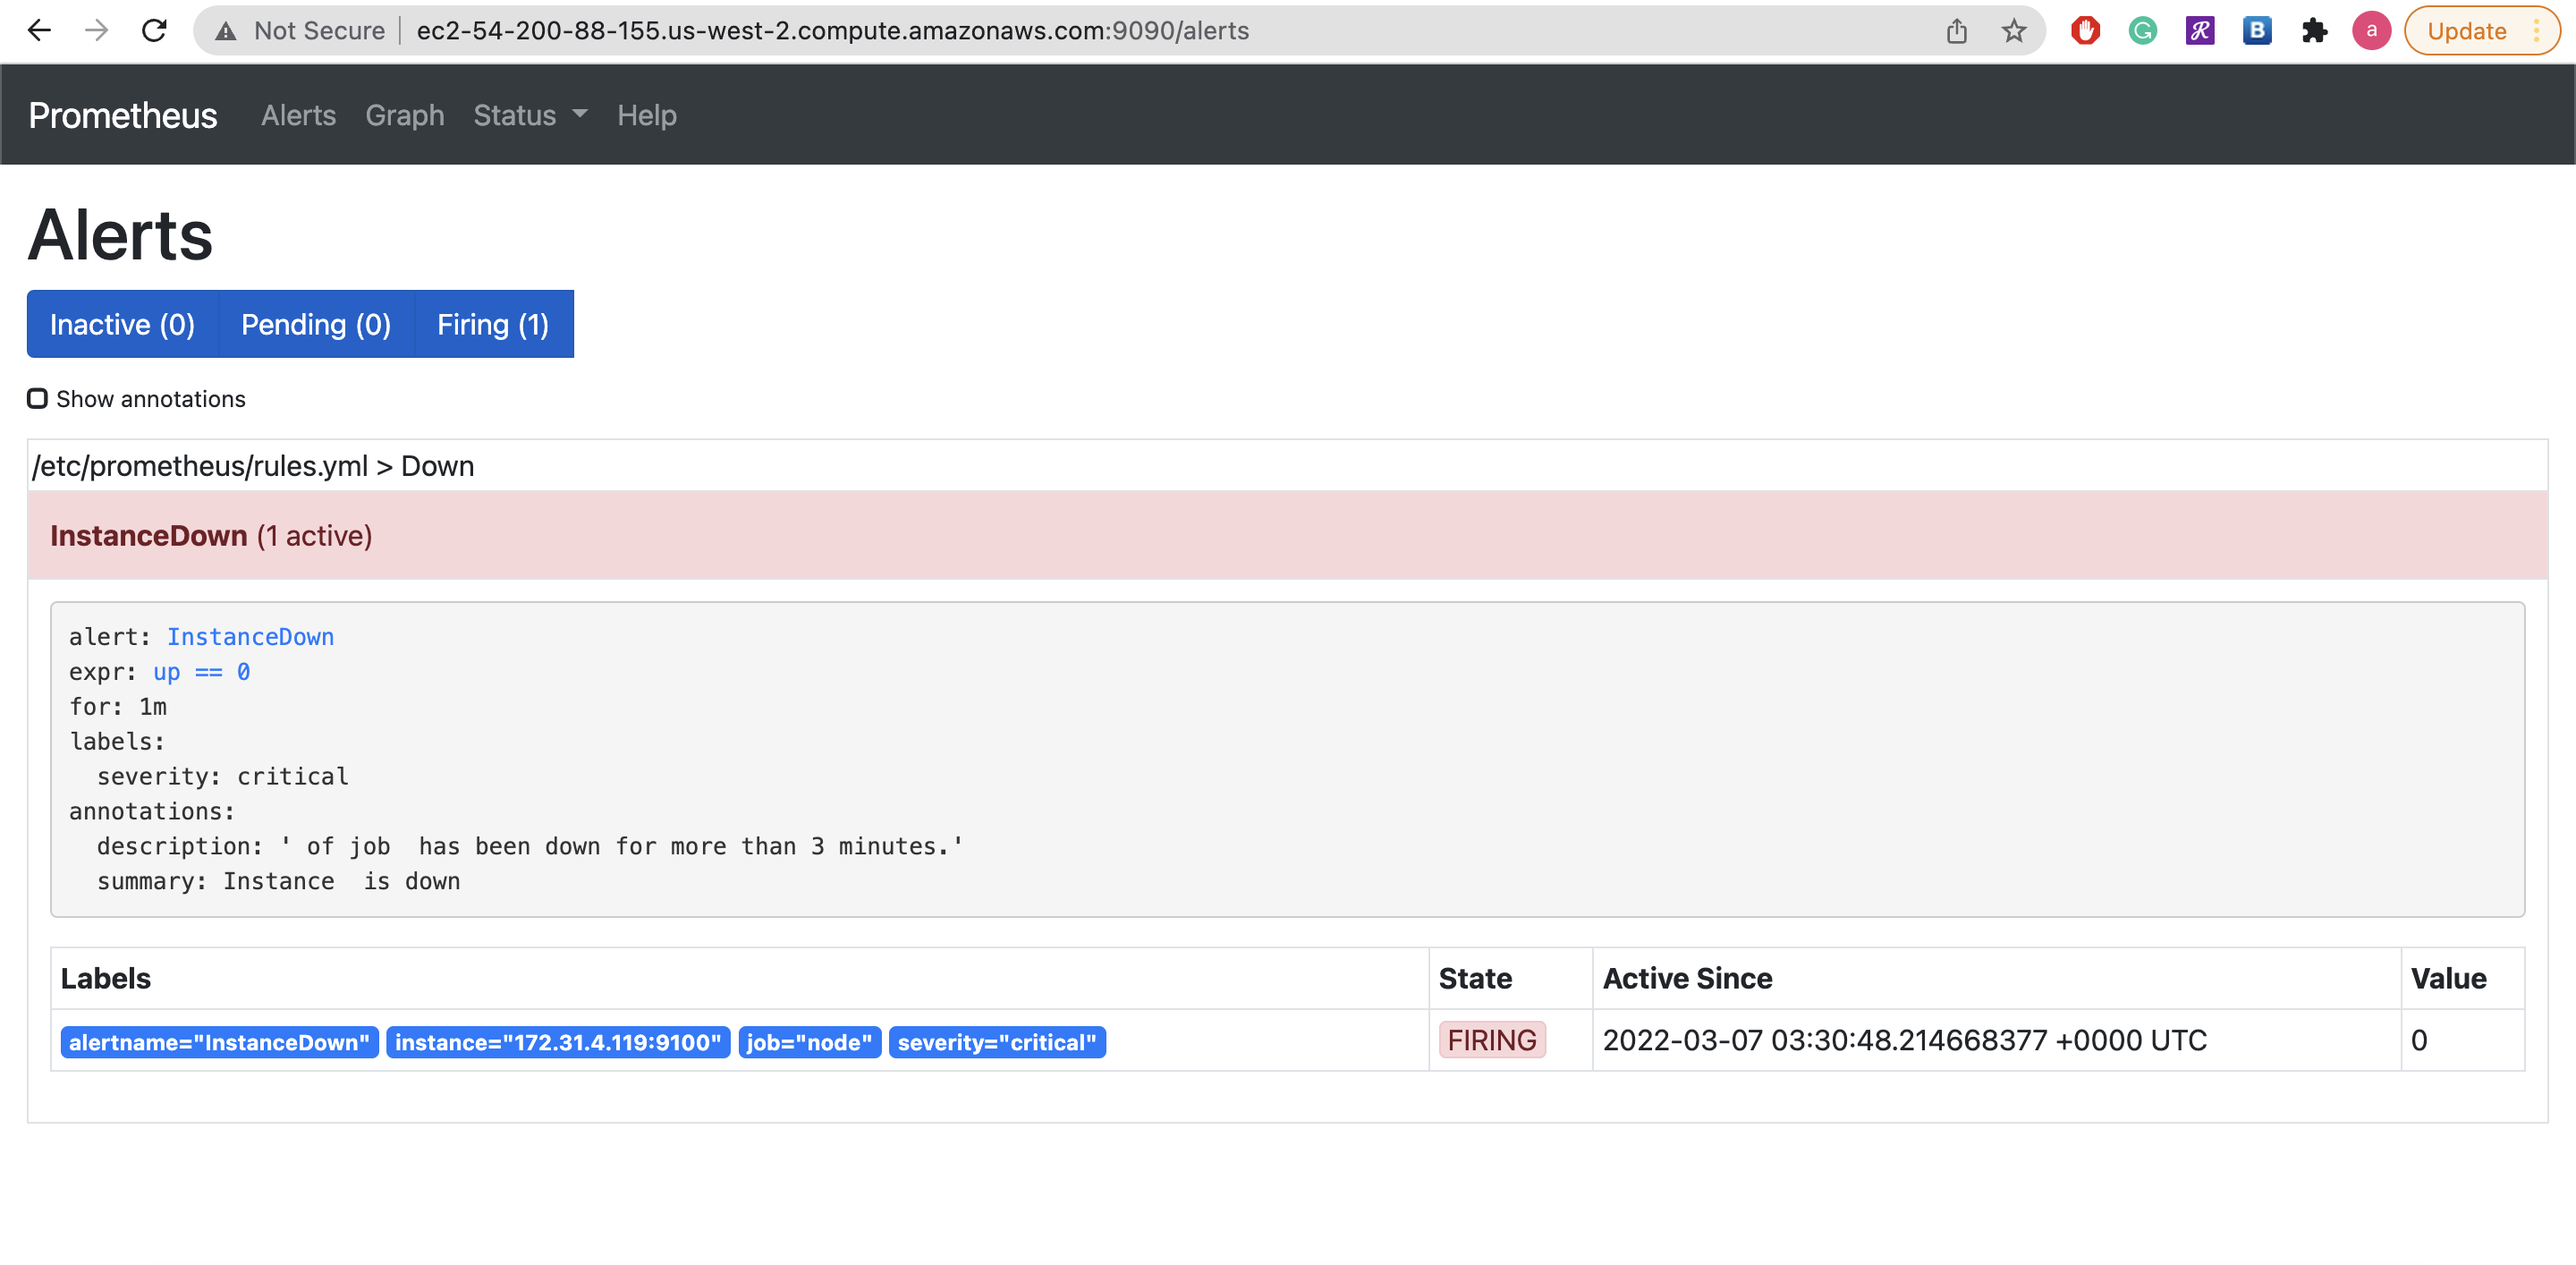 Not Secure ec2-54-200-88-155.us-west-2.compute.amazonaws.com:9090/alerts G R B a Update
Prometheus Alerts Graph Status Help
Alerts
Inactive (0) Pending (0) Firing (1)
Show annotations
/etc/prometheus/rules.yml > Down
InstanceDown (1 active)
alert: InstanceDown
expr: up == 0
for: 1m
labels:
  severity: critical
annotations:
  description: ' of job  has been down for more than 3 minutes.'
  summary: Instance  is down
Labels State Active Since Value
alertname="InstanceDown" instance="172.31.4.119:9100" job="node" severity="critical" FIRING 2022-03-07 03:30:48.214668377 +0000 UTC 0